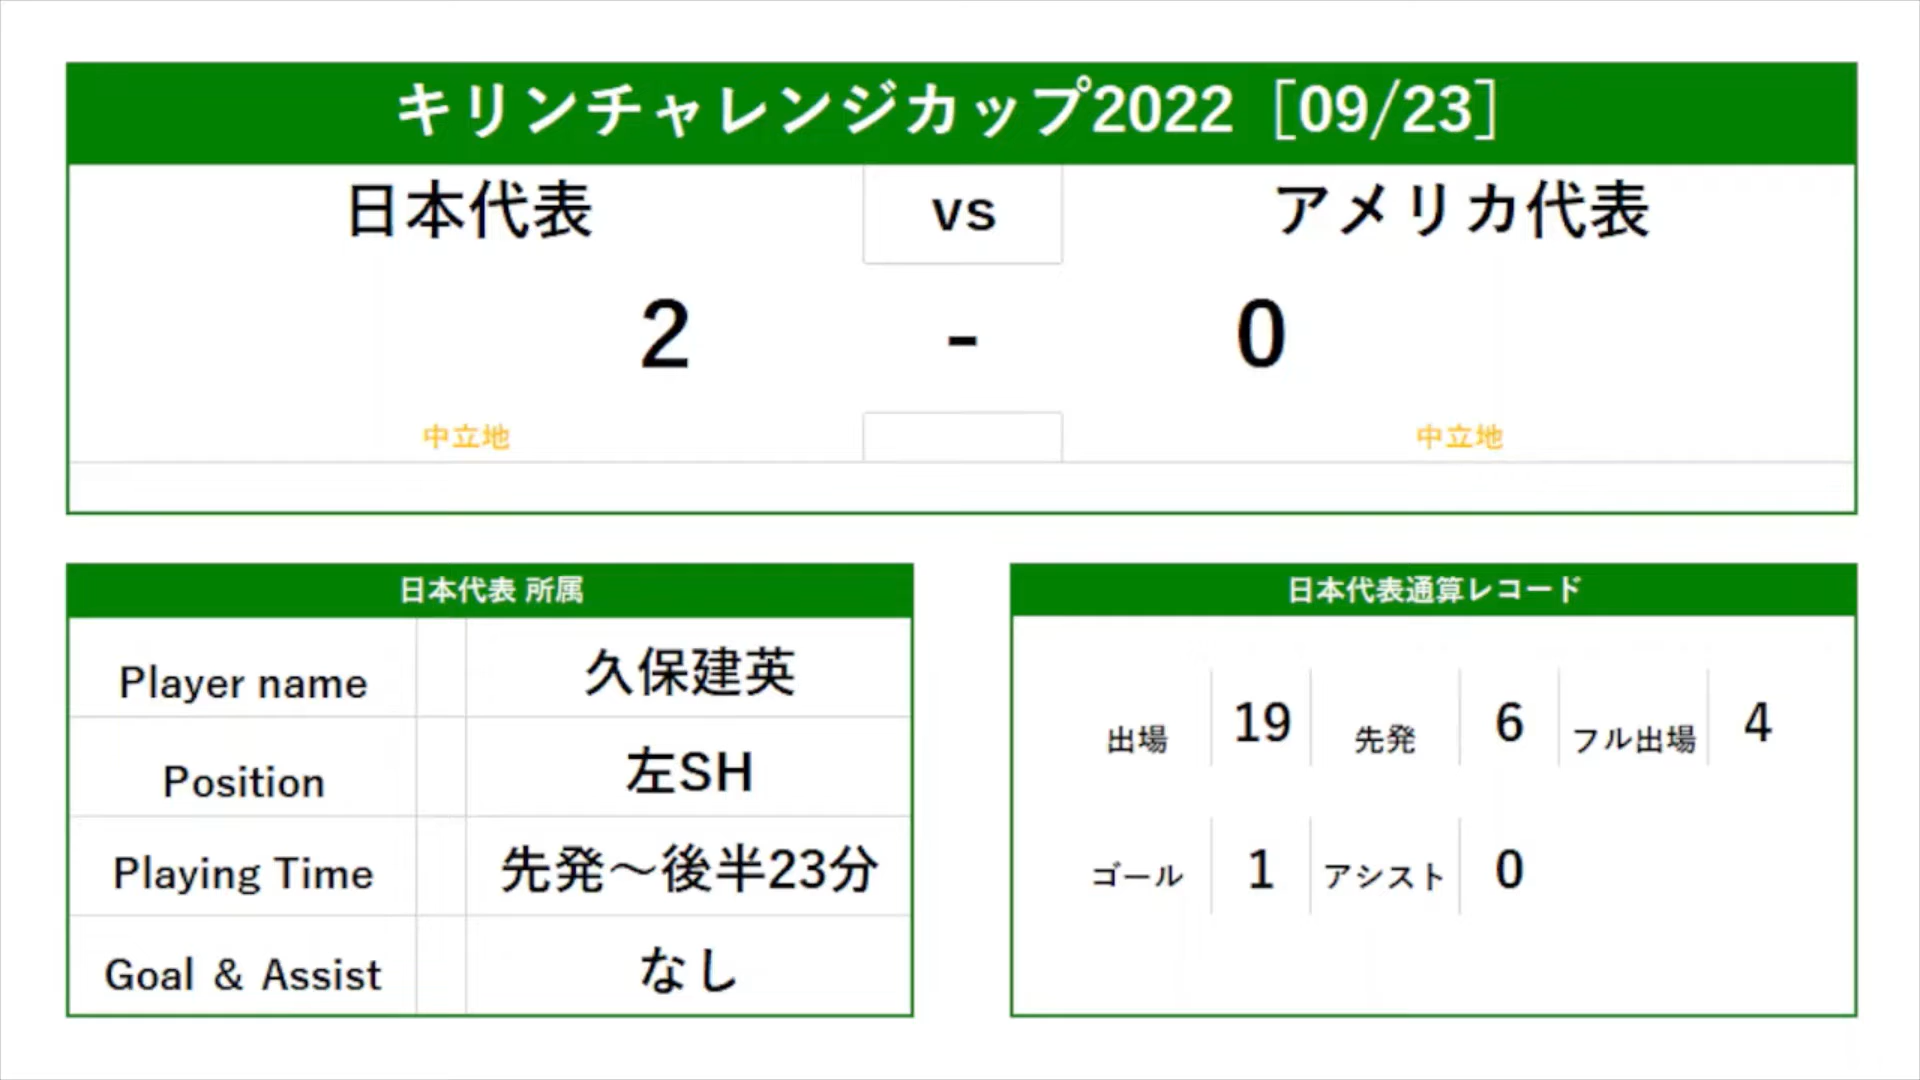 キリンチャレンジカップ2022［09/23］
日本代表 vs アメリカ代表
2 - 0
中立地 中立地
日本代表 所属
Player name 久保建英
Position 左SH
Playing Time 先発～後半23分
Goal & Assist なし
日本代表通算レコード
出場 19 先発 6 フル出場 4
ゴール 1 アシスト 0